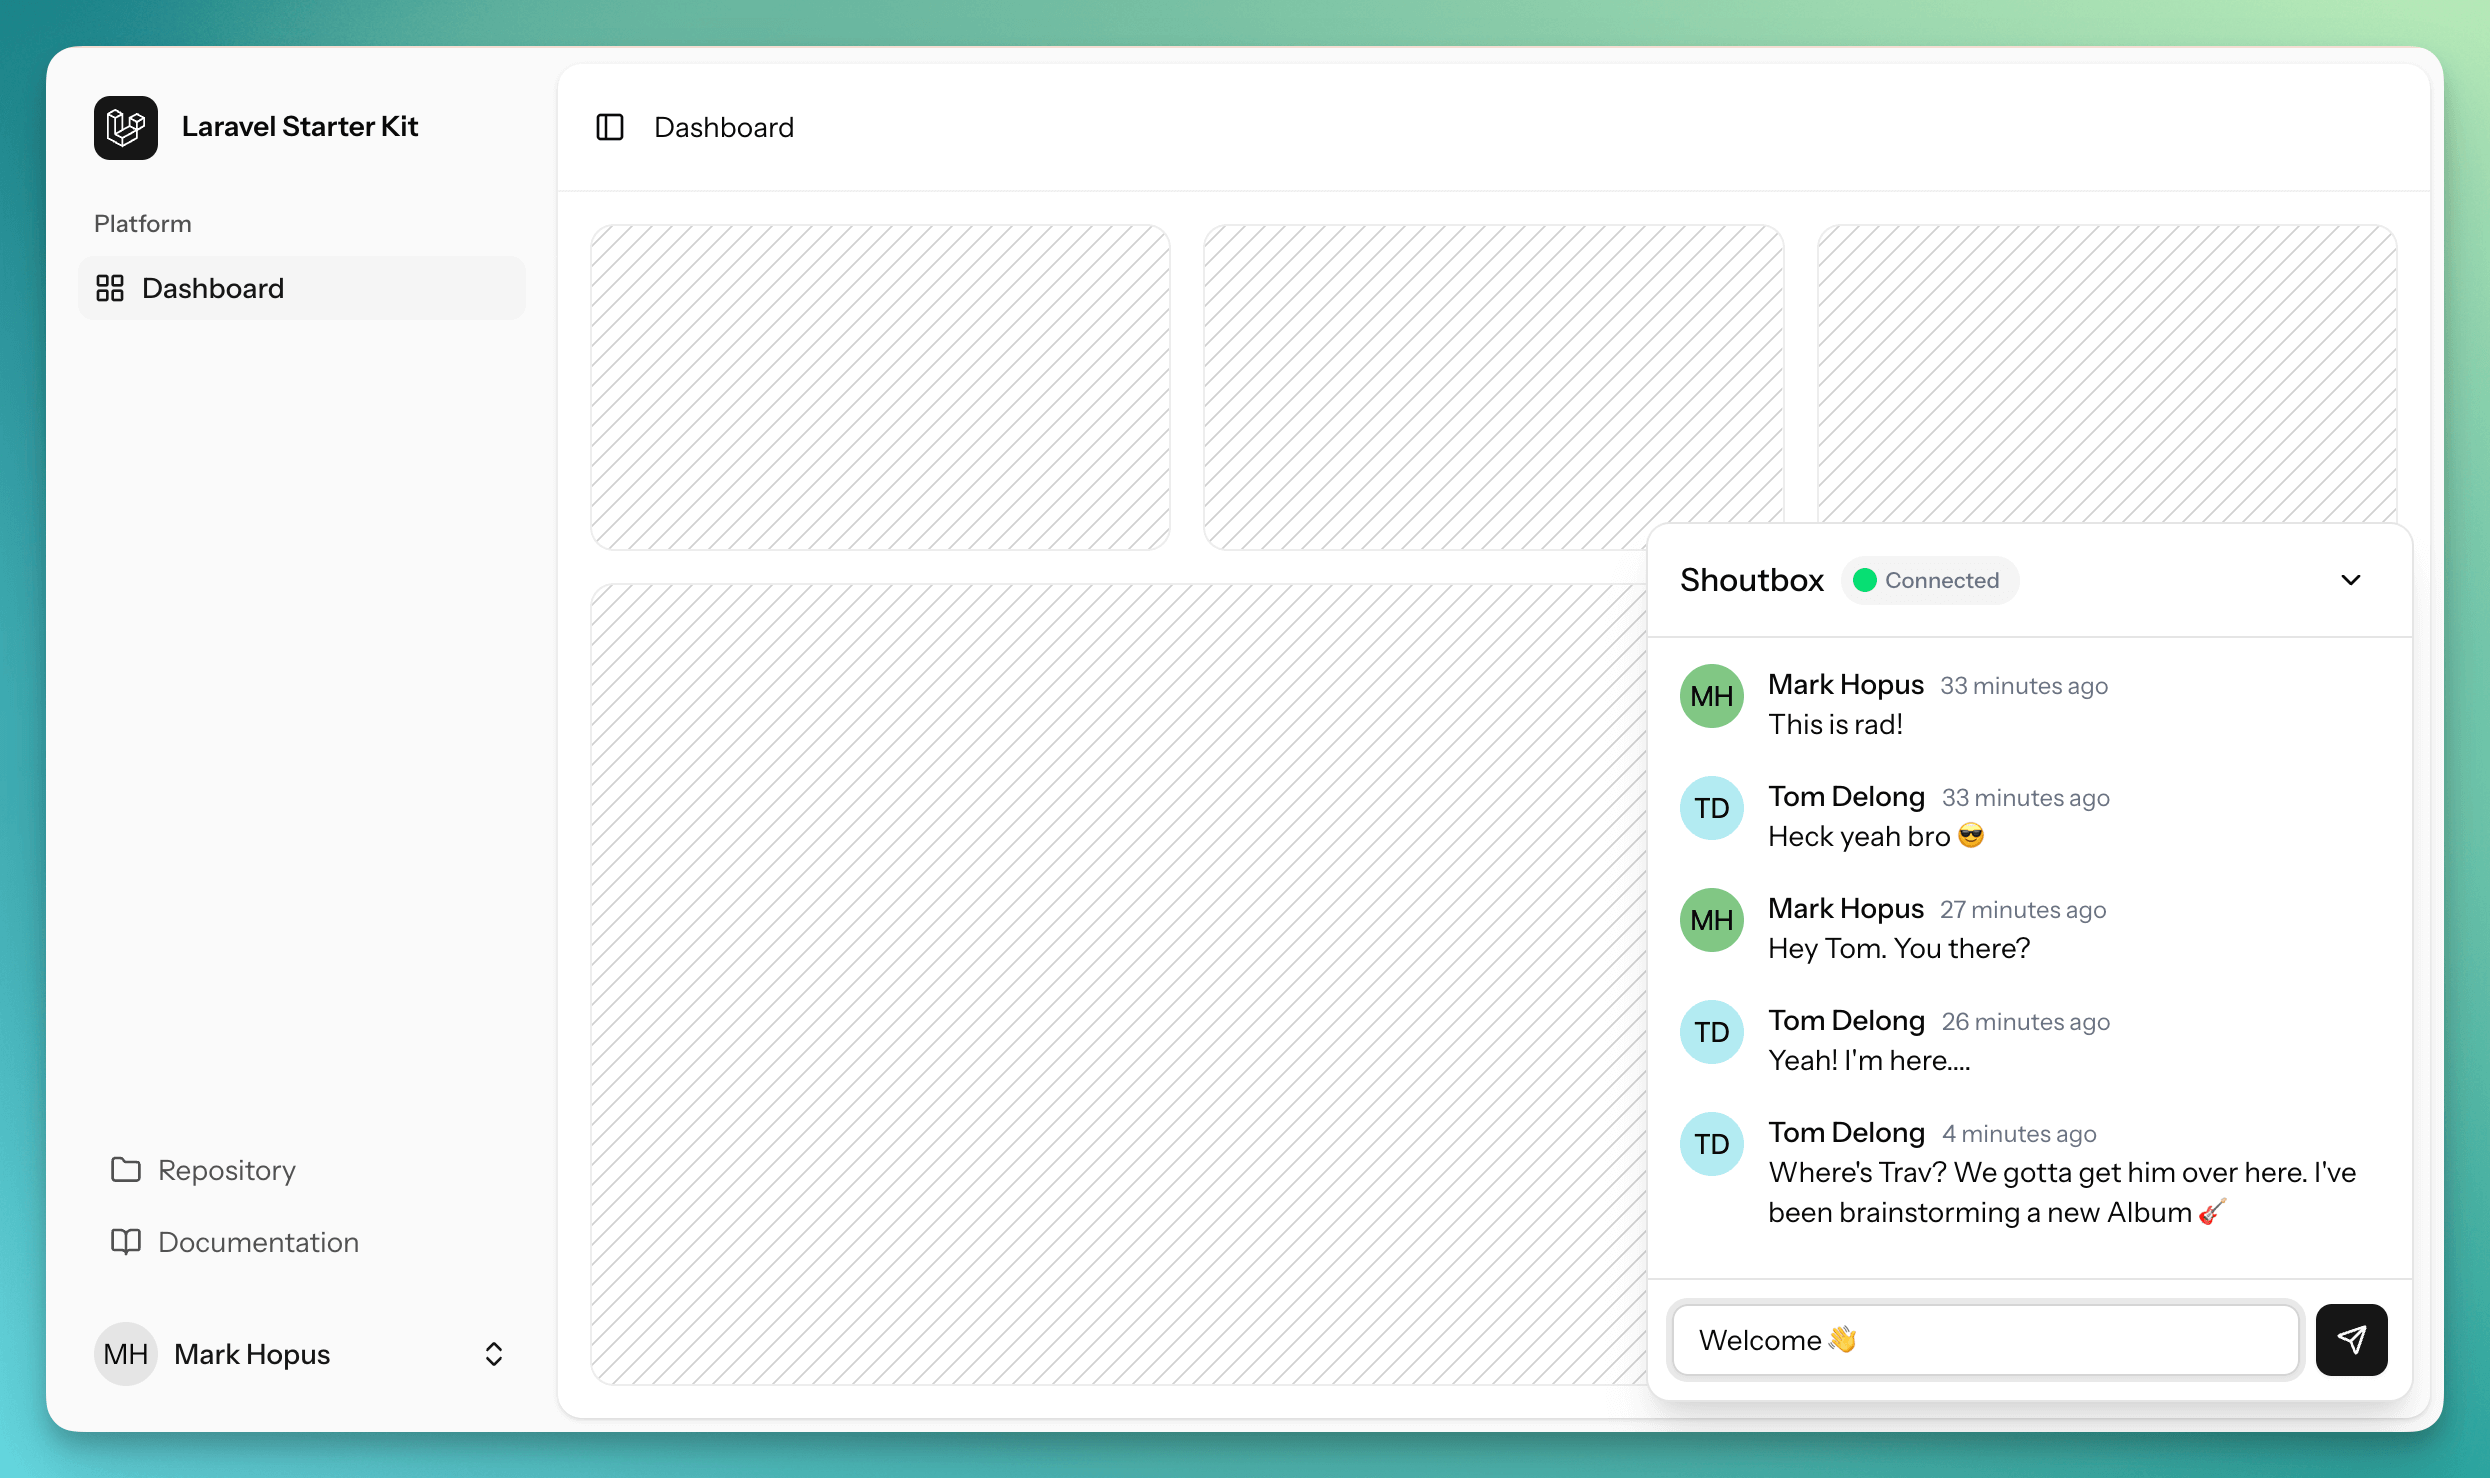 Laravel Starter Kit
Platform
Dashboard
Repository
Documentation
MH Mark Hopus
Dashboard
Shoutbox Connected
MH Mark Hopus 33 minutes ago
This is rad!
TD Tom Delong 33 minutes ago
Heck yeah bro 😎
MH Mark Hopus 27 minutes ago
Hey Tom. You there?
TD Tom Delong 26 minutes ago
Yeah! I'm here....
TD Tom Delong 4 minutes ago
Where's Trav? We gotta get him over here. I've
been brainstorming a new Album 🎸
Welcome 👋